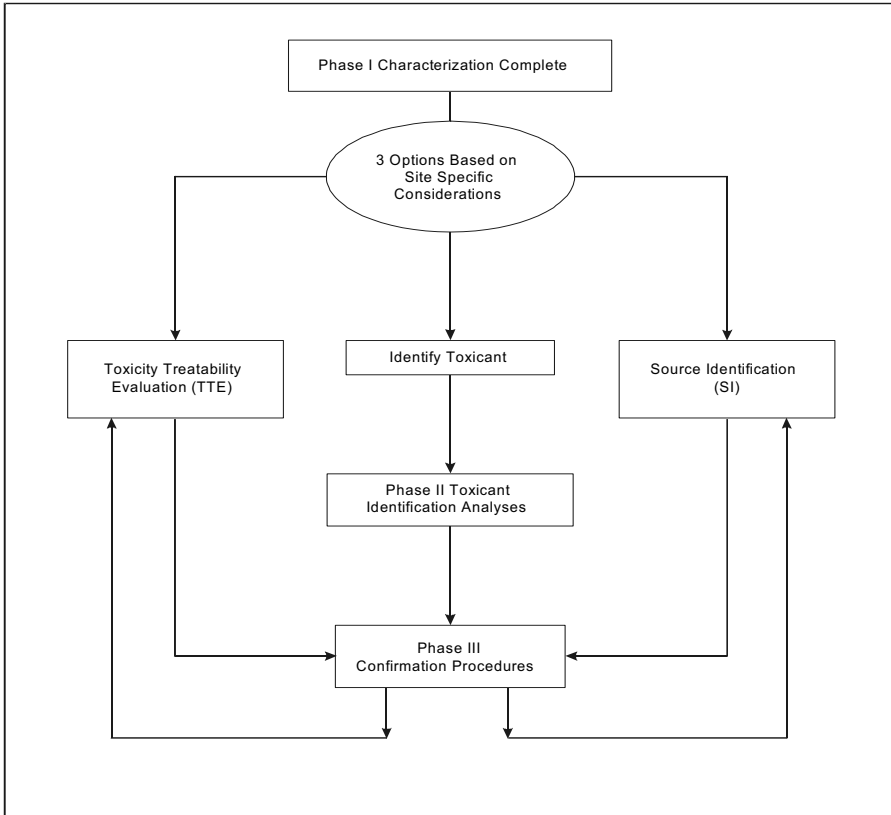 Phase I Characterization Complete
3 Options Based on
Site Specific
Considerations
Toxicity Treatability
Evaluation (TTE)
Identify Toxicant
Source Identification
(SI)
Phase II Toxicant
Identification Analyses
Phase III
Confirmation Procedures